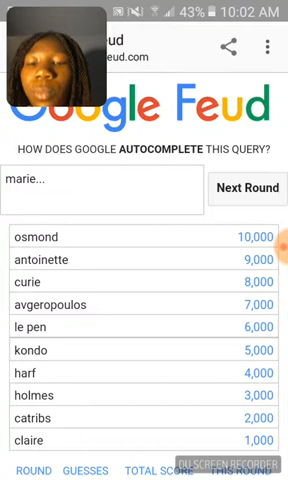 43% 10:02 AM
Feud
feud.com
Google Feud
HOW DOES GOOGLE AUTOCOMPLETE THIS QUERY?
marie...
Next Round
osmond 10,000
antoinette 9,000
curie 8,000
avgeropoulos 7,000
le pen 6,000
kondo 5,000
harf 4,000
holmes 3,000
catribs 2,000
claire 1,000
DU SCREEN RECORDER
ROUND GUESSES TOTAL SCORE THIS ROUND